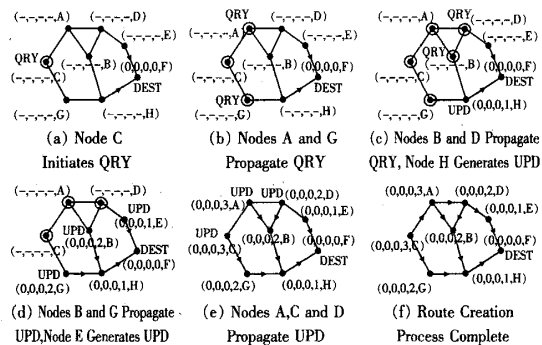 (-,-,-,-,A)
(-,-,-,-,D)
(-,-,-,-,E)
QRY
(-,-,-,-,C)
(-,-,-,-,B)
(0,0,0,0,F)
DEST
(-,-,-,-,G)
(-,-,-,-,H)
(a) Node C
Initiates QRY
QRY
(-,-,-,-,A)
(-,-,-,-,D)
(-,-,-,-,E)
(-,-,-,-,C)
(-,-,-,-,B)
(0,0,0,0,F)
DEST
QRY
(-,-,-,-,G)
(-,-,-,-,H)
(b) Nodes A and G
Propagate QRY
QRY
(-,-,-,-,A)
(-,-,-,-,D)
(-,-,-,-,E)
QRY
(-,-,-,-,C)
(-,-,-,-,B)
(0,0,0,0,F)
DEST
(-,-,-,-,G)
UPD
(0,0,0,1,H)
(c) Nodes B and D Propagate
QRY, Node H Generates UPD
(-,-,-,-,A)
(-,-,-,-,D)
UPD
(0,0,0,1,E)
UPD
(0,0,0,2,B)
(-,-,-,-,C)
DEST
(0,0,0,0,F)
UPD
(0,0,0,2,G)
(0,0,0,1,H)
(d) Nodes B and G Propagate
UPD,Node E Generates UPD
UPD
UPD
(0,0,0,2,D)
(0,0,0,3,A)
(0,0,0,1,E)
UPD
(0,0,0,3,C)
(0,0,0,2,B)
(0,0,0,0,F)
DEST
(0,0,0,2,G)
(0,0,0,1,H)
(e) Nodes A,C and D
Propagate UPD
(0,0,0,3,A)
(0,0,0,2,D)
(0,0,0,1,E)
(0,0,0,3,C)
(0,0,0,2,B)
(0,0,0,0,F)
DEST
(0,0,0,2,G)
(0,0,0,1,H)
(f) Route Creation
Process Complete